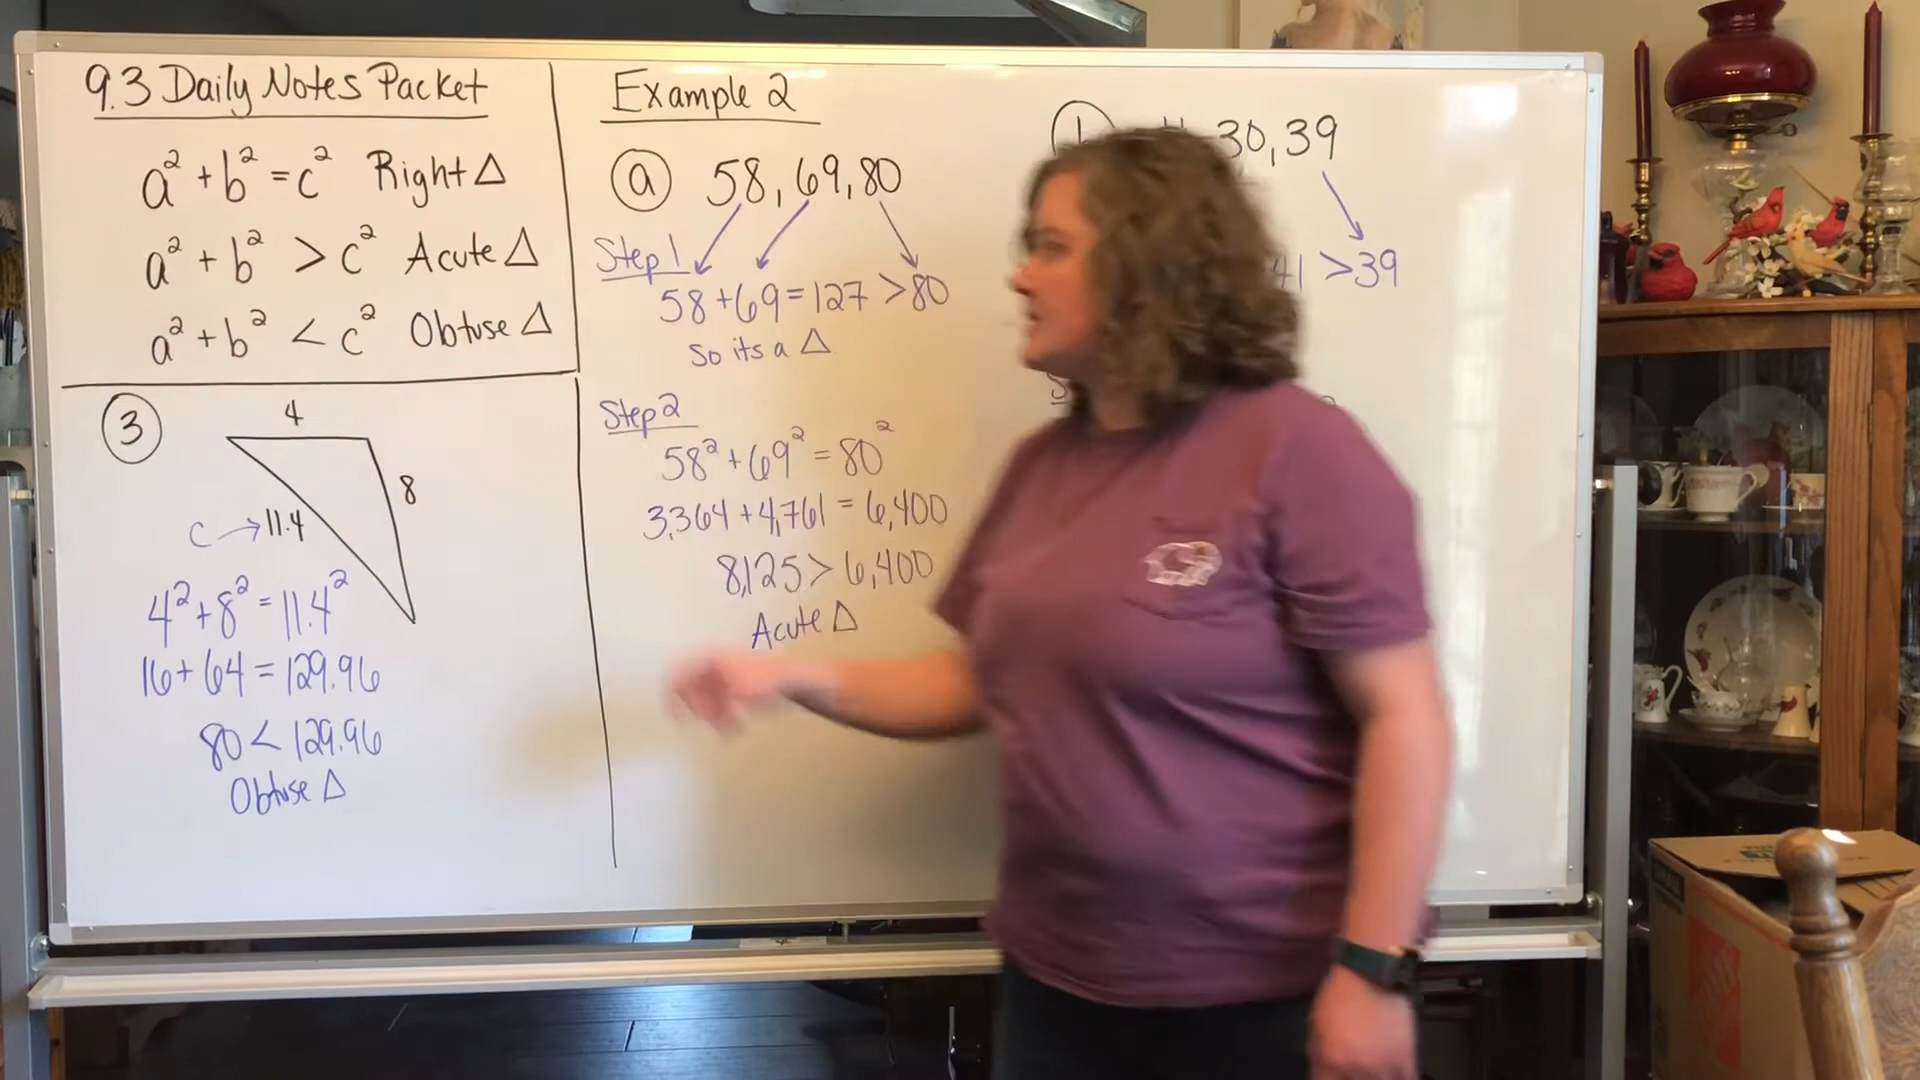 9.3 Daily Notes Packet
a² + b² = c² Right △
a² + b² > c² Acute △
a² + b² < c² Obtuse △
③
4
8
C → 11.4
4² + 8² = 11.4²
16 + 64 = 129.96
80 < 129.96
Obtuse △
Example 2
ⓐ 58, 69, 80
Step 1
58 + 69 = 127 > 80
So its a △
Step 2
58² + 69² = 80²
3,364 + 4,761 = 6,400
8,125 > 6,400
Acute △
30, 39
41 > 39